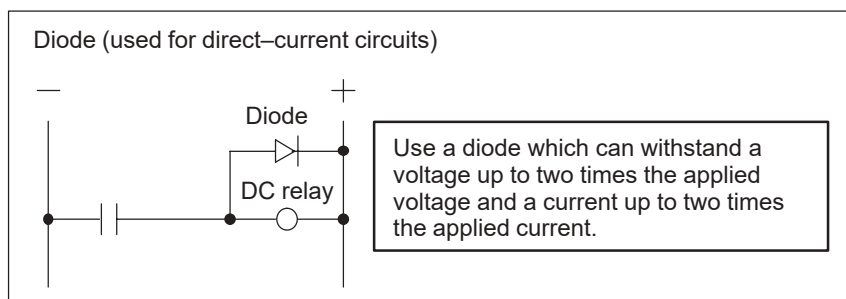 Diode (used for direct–current circuits)
— +
Diode
DC relay
Use a diode which can withstand a
voltage up to two times the applied
voltage and a current up to two times
the applied current.